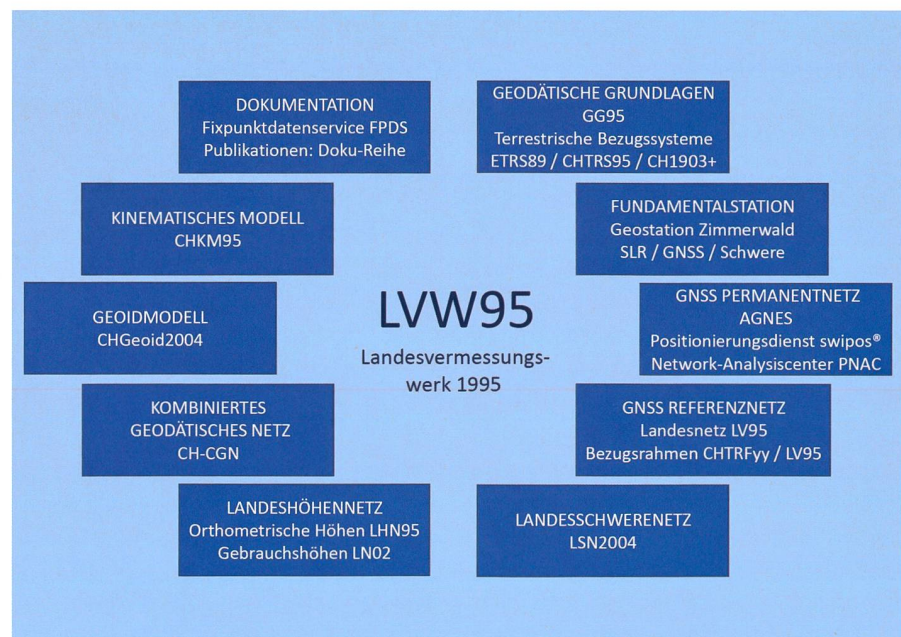 DOKUMENTATION
Fixpunktdatenservice FPDS
Publikationen: Doku-Reihe
GEODÄTISCHE GRUNDLAGEN
GG95
Terrestrische Bezugssysteme
ETRS89 / CHTRS95 / CH1903+
KINEMATISCHES MODELL
CHKM95
FUNDAMENTALSTATION
Geostation Zimmerwald
SLR / GNSS / Schwere
GEOIDMODELL
CHGeoid2004
LVW95
Landesvermessungs-
werk 1995
GNSS PERMANENTNETZ
AGNES
Positionierungsdienst swipos®
Network-Analysiscenter PNAC
KOMBINIERTES
GEODÄTISCHES NETZ
CH-CGN
GNSS REFERENZNETZ
Landesnetz LV95
Bezugsrahmen CHTRFyy / LV95
LANDESHÖHENNETZ
Orthometrische Höhen LHN95
Gebrauchshöhen LN02
LANDESSCHWERENETZ
LSN2004